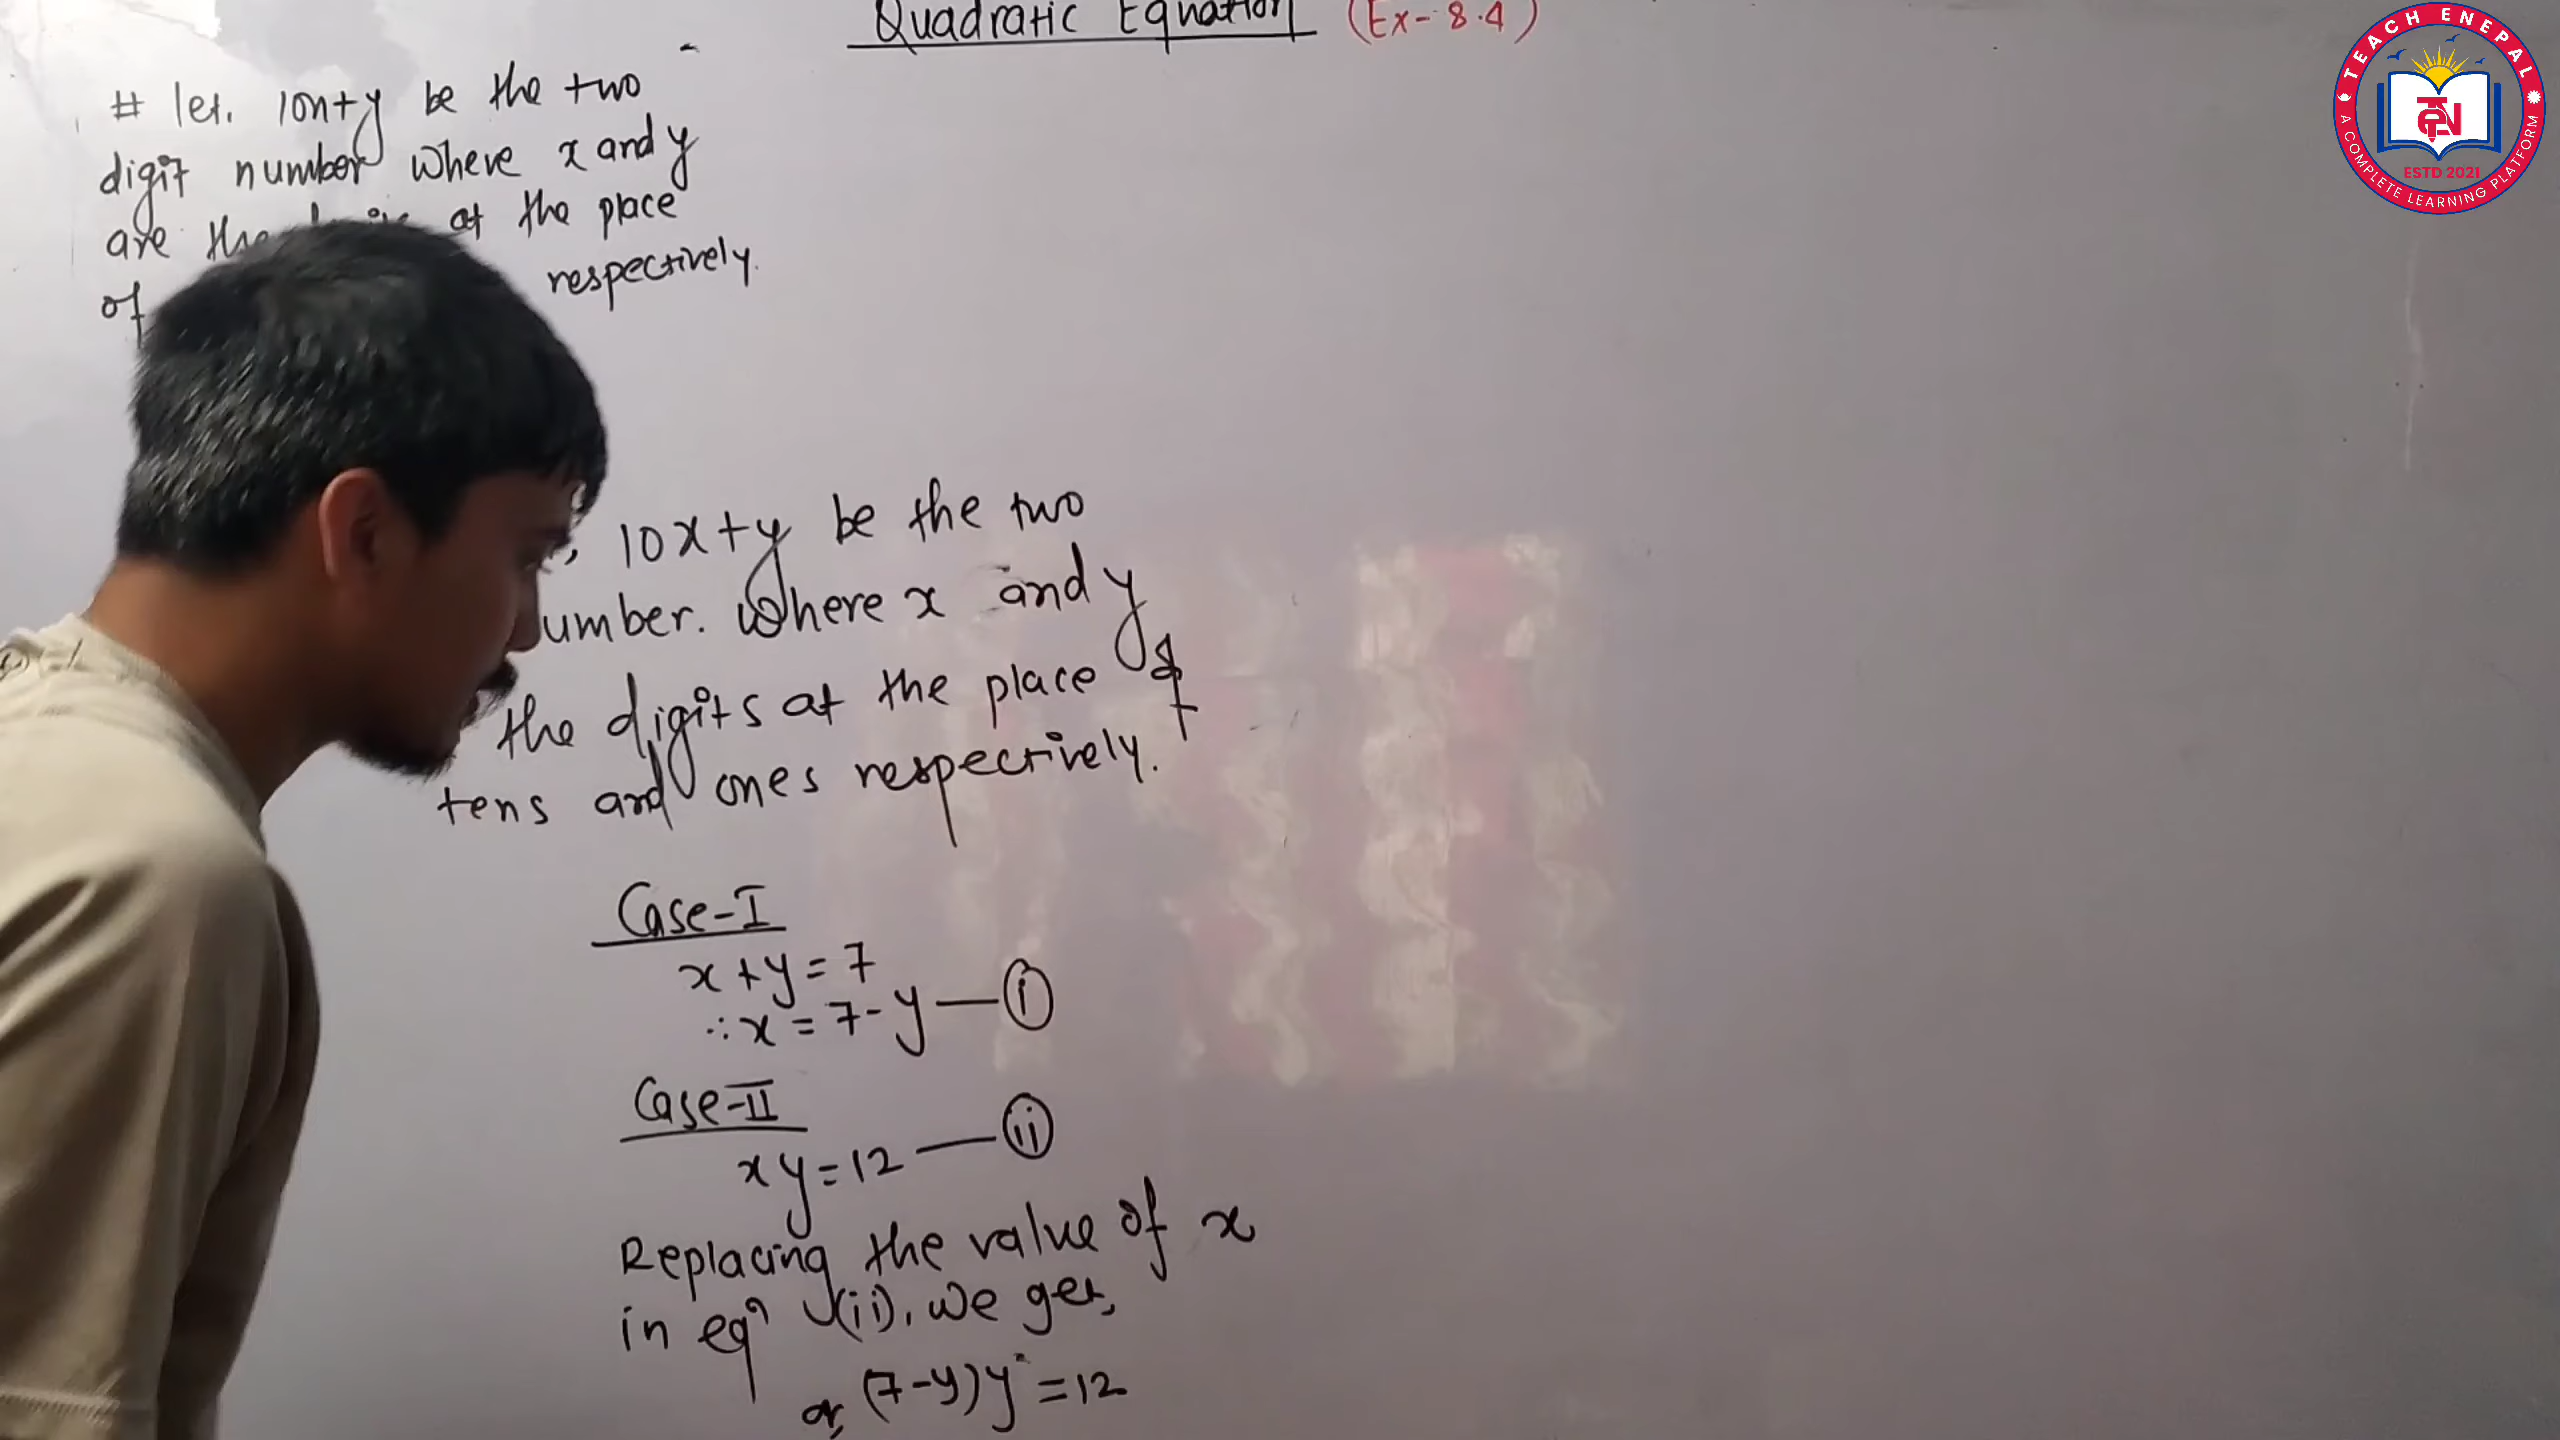 Quadratic Equation (Ex-8.4)
# let. 10x+y be the two
digit number where x and y
are the at the place
of respectively.
10x+y be the two
umber. Where x and y
the digits at the place of
tens and ones respectively.
Case-I
x+y=7
∴x=7-y—(i)
Case-II
xy=12—(ii)
Replacing the value of x
in eqn (ii), we get,
or, (7-y)y=12
TEACH ENEPAL
TEN
ESTD 2021
A COMPLETE LEARNING PLATFORM